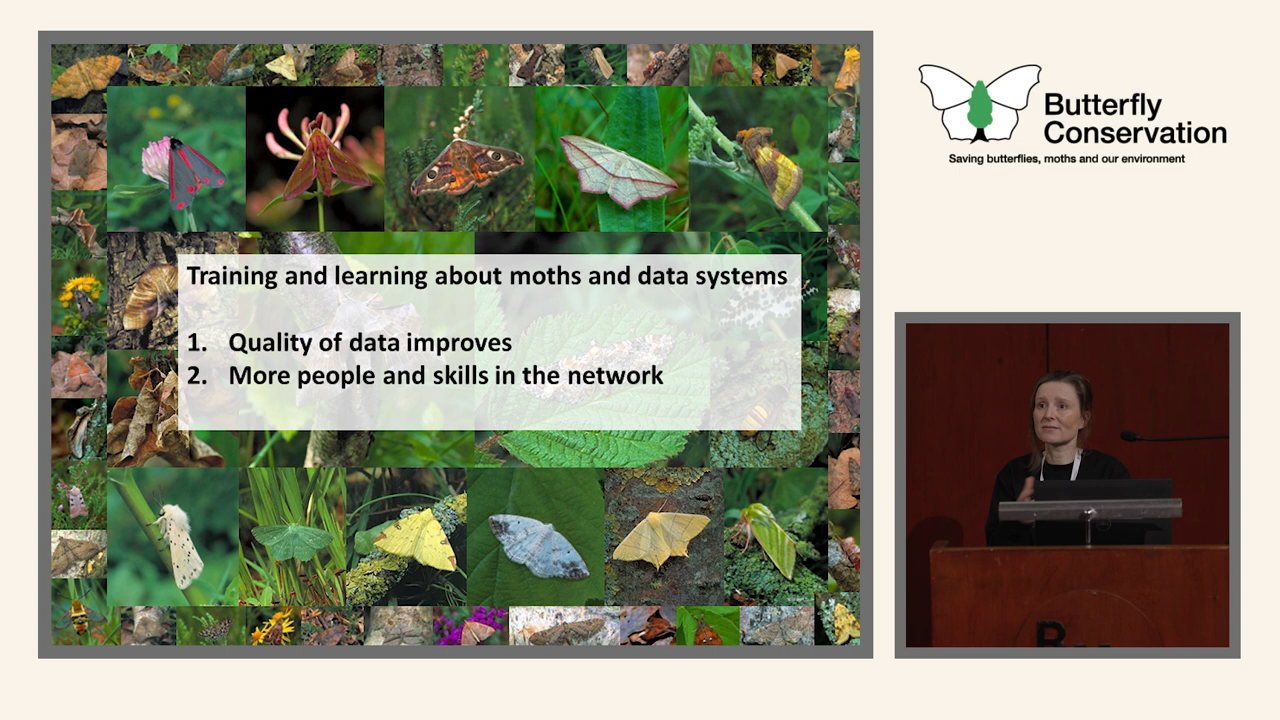 Training and learning about moths and data systems
1. Quality of data improves
2. More people and skills in the network
Butterfly
Conservation
Saving butterflies, moths and our environment